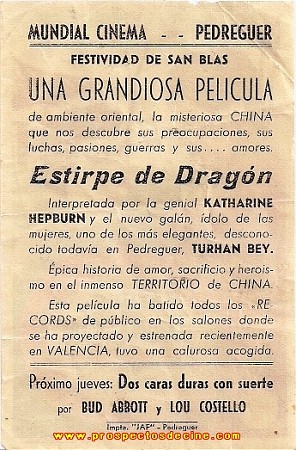 MUNDIAL CINEMA - - PEDREGUER
FESTIVIDAD DE SAN BLAS
UNA GRANDIOSA PELICULA
de ambiente oriental, la misteriosa CHINA
que nos descubre sus preocupaciones, sus
luchas, pasiones, guerras y sus.... amores.
Estirpe de Dragón
Interpretada por la genial KATHARINE
HEPBURN y el nuevo galán, ídolo de las
mujeres, uno de los más elegantes, descono-
cido todavía en Pedreguer, TURHAN BEY.
Épica historia de amor, sacrificio y herois-
mo en el inmenso TERRITORIO de CHINA.
Esta película ha batido todos los «RE-
CORDS» de público en los salones donde
se ha proyectado y estrenada recientemente
en VALENCIA, tuvo una calurosa acogida.
Próximo jueves: Dos caras duras con suerte
por BUD ABBOTT y LOU COSTELLO
Impta. "JAF" - Pedreguer
www.prospectosdecine.com